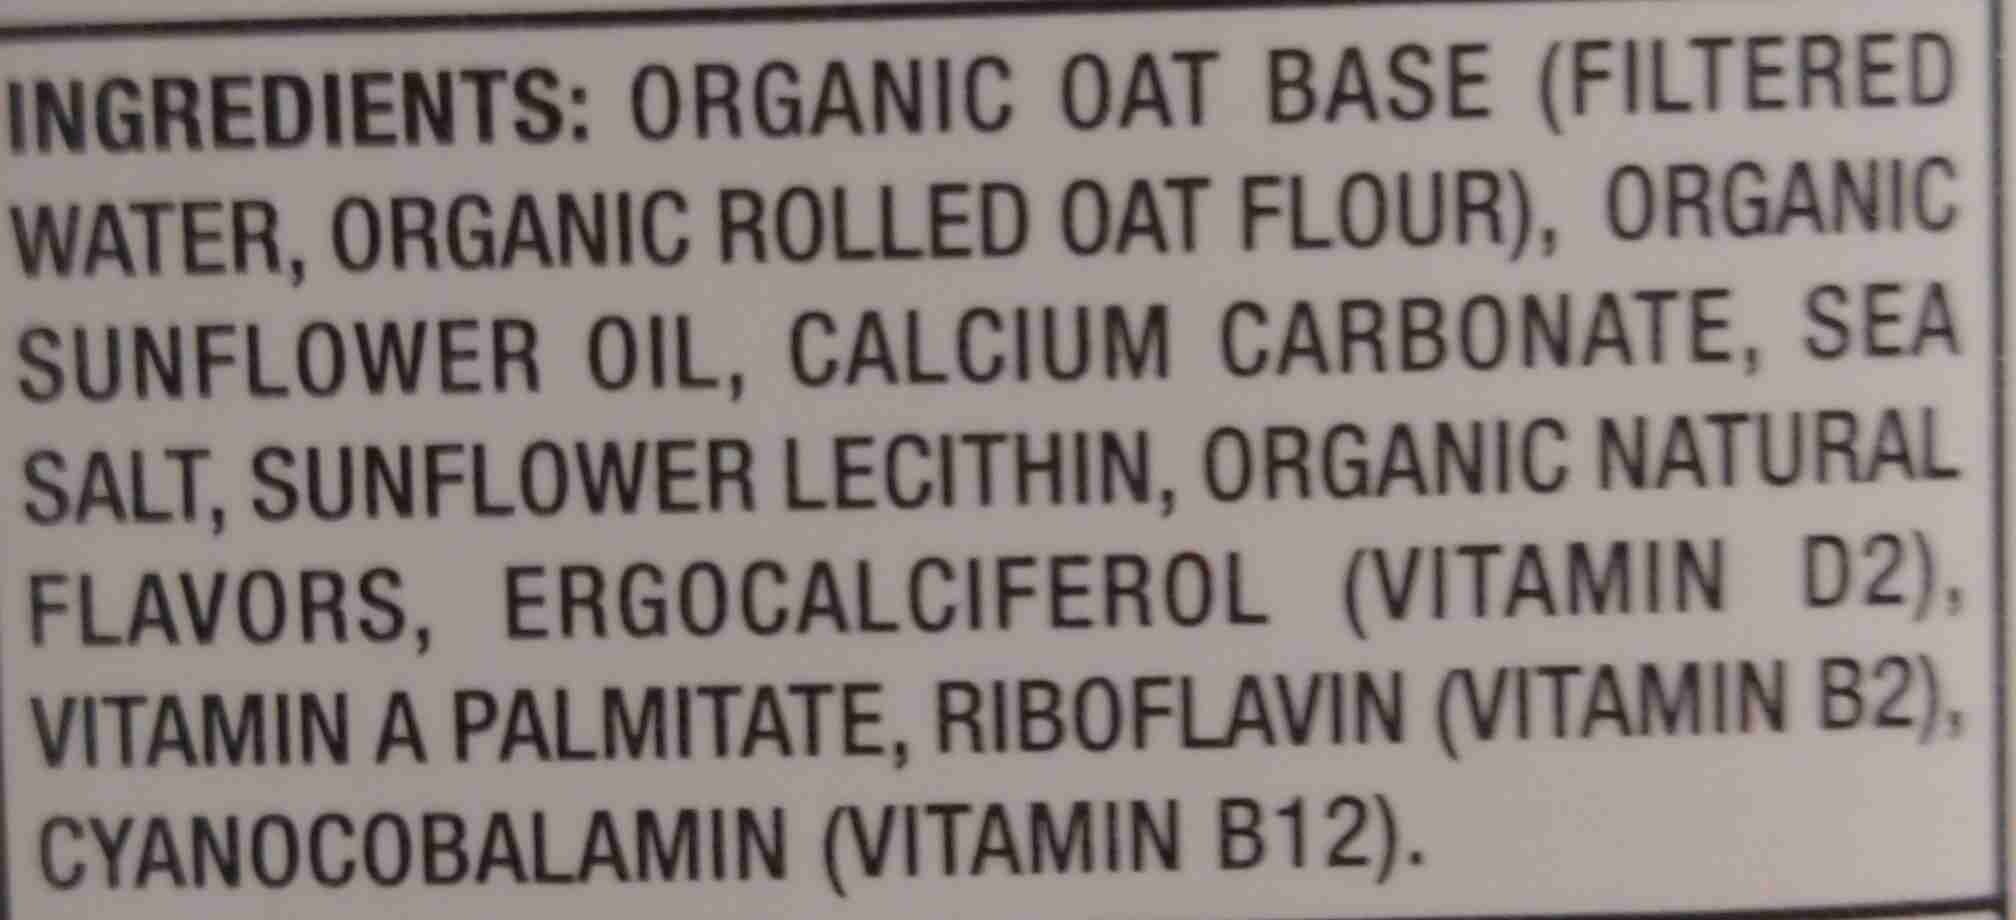 INGREDIENTS: ORGANIC OAT BASE (FILTERED
WATER, ORGANIC ROLLED OAT FLOUR), ORGANIC
SUNFLOWER OIL, CALCIUM CARBONATE, SEA
SALT, SUNFLOWER LECITHIN, ORGANIC NATURAL
FLAVORS, ERGOCALCIFEROL (VITAMIN D2),
VITAMIN A PALMITATE, RIBOFLAVIN (VITAMIN B2),
CYANOCOBALAMIN (VITAMIN B12).